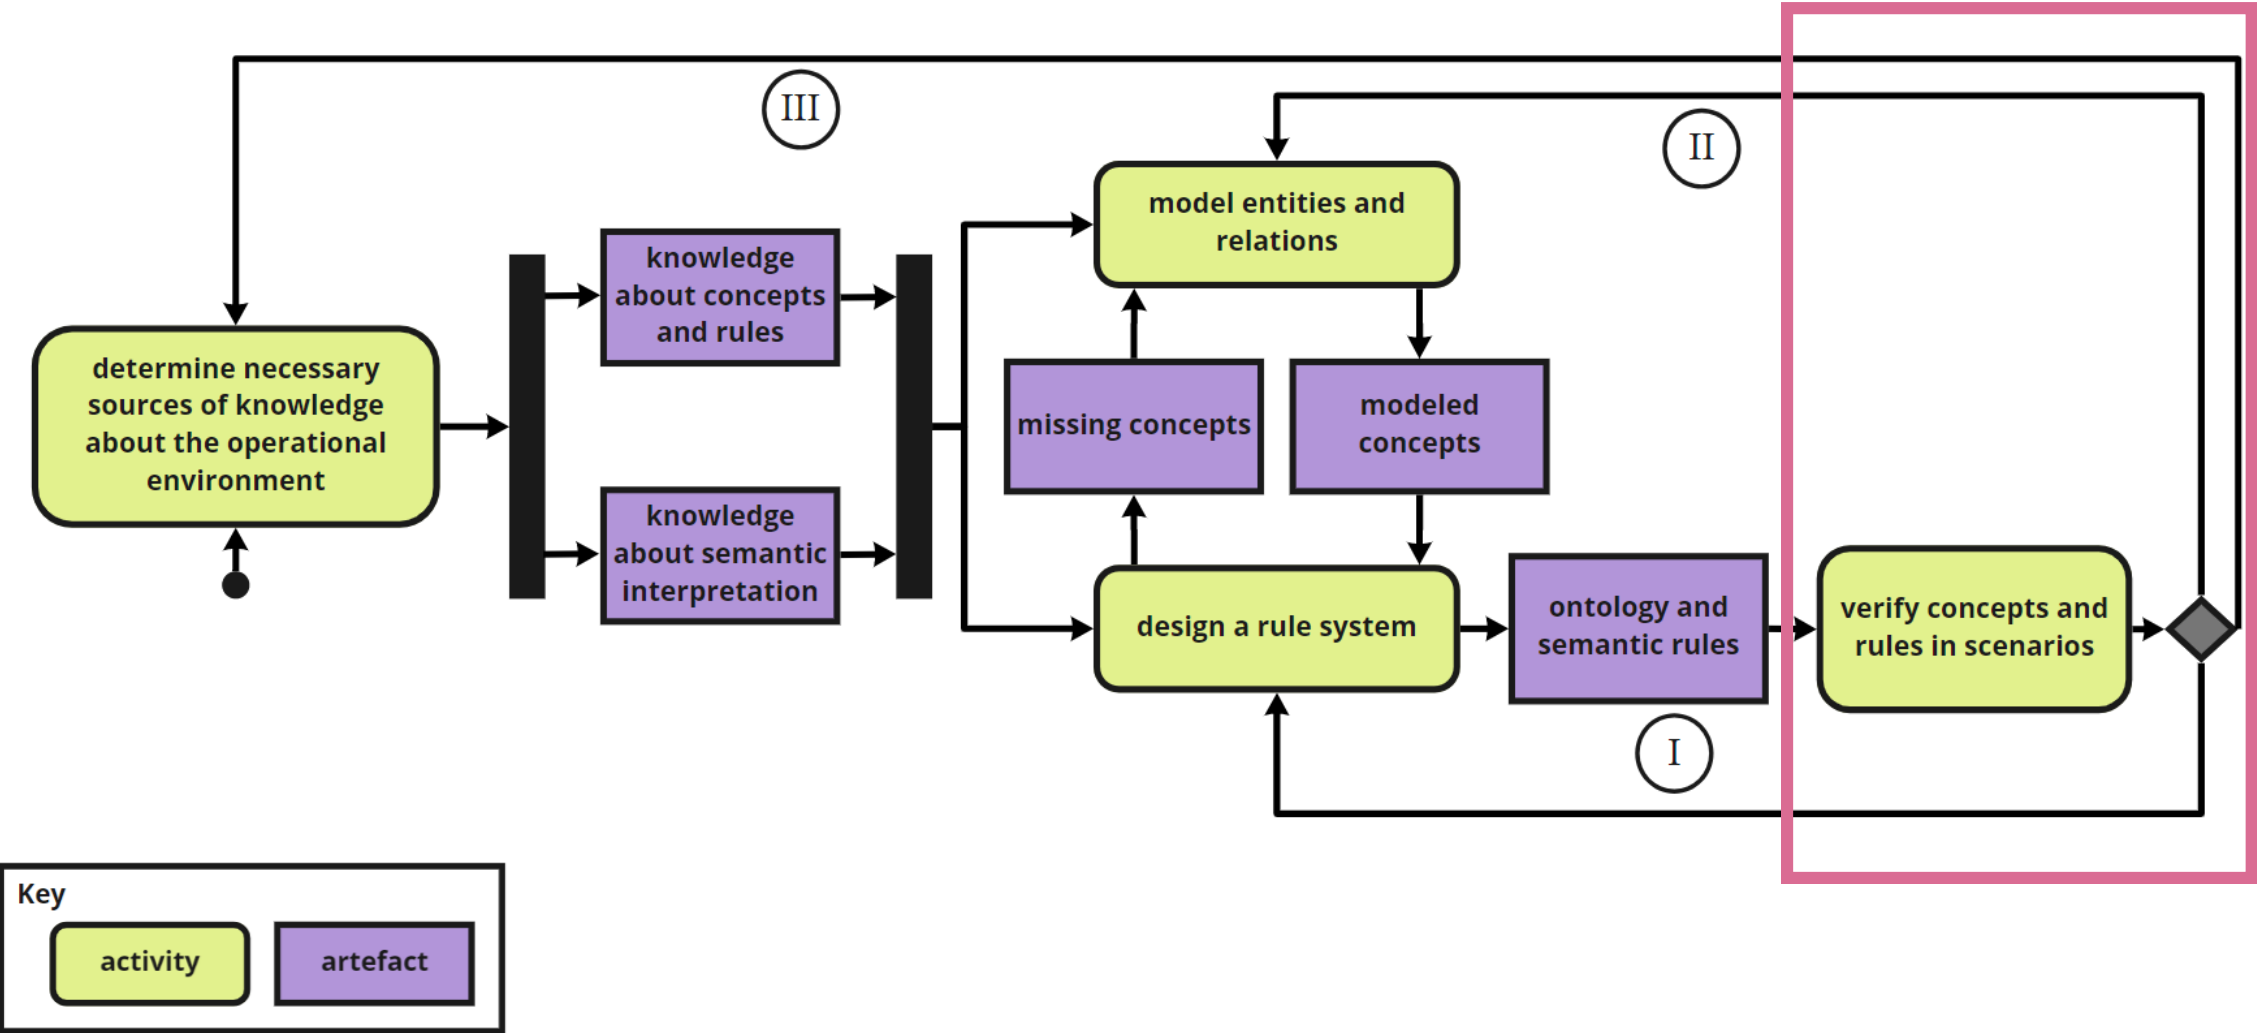 III
II
model entities and
relations
knowledge
about concepts
and rules
determine necessary
sources of knowledge
about the operational
environment
missing concepts
modeled
concepts
knowledge
about semantic
interpretation
design a rule system
ontology and
semantic rules
verify concepts and
rules in scenarios
I
Key
activity
artefact